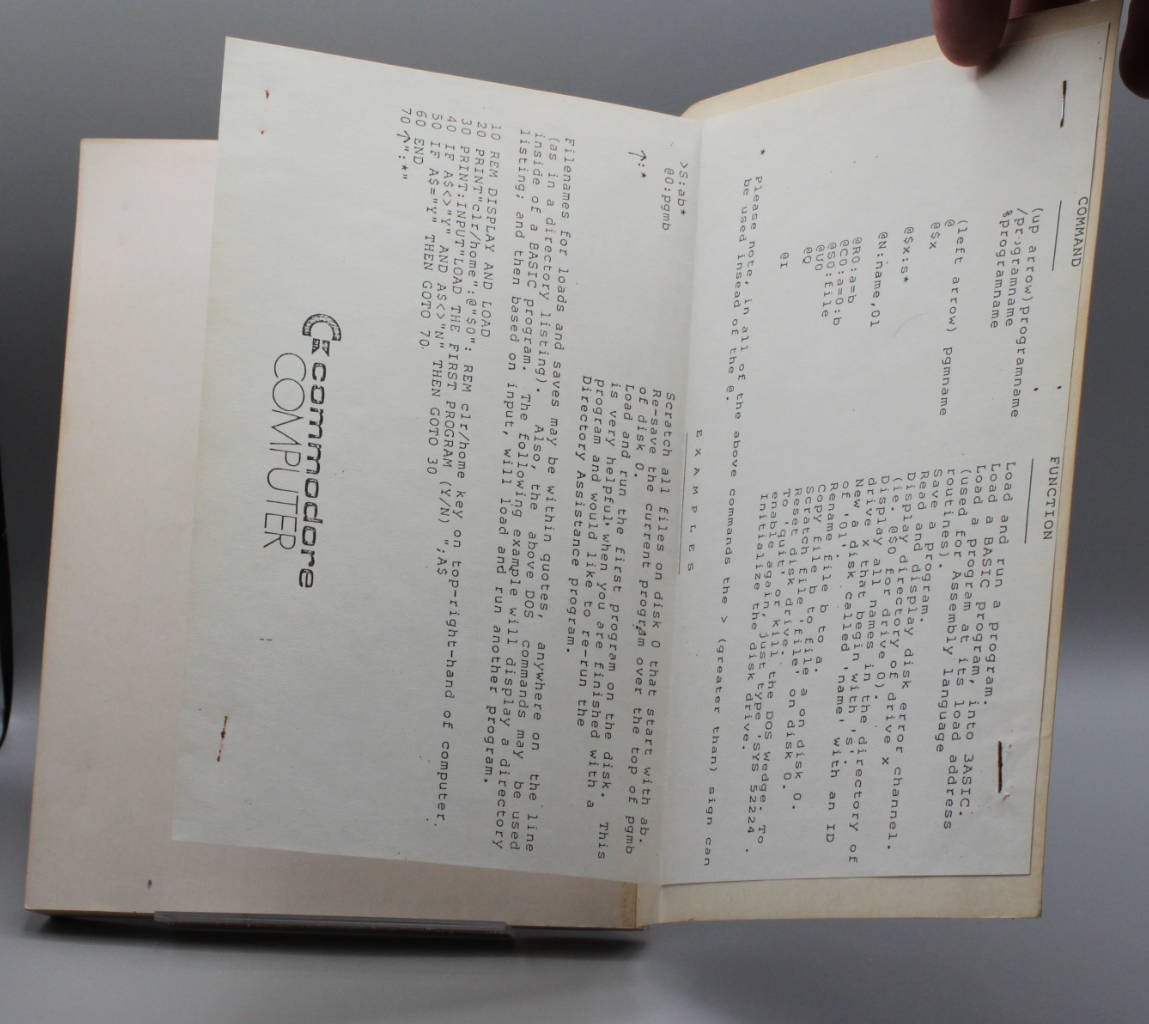 COMMAND FUNCTION
(up arrow)programname Load and run a program.
/programname Load a BASIC program, into 3ASIC.
%programname Load a program at its load address
(used for Assembly language
routines).
(left arrow) pgmname Save a program.
@ Read and display disk error channel.
@$x Display directory of drive x
(ie. @$0 for drive 0).
@$x:s* Display all names in the directory of
drive x that begin with 's'.
@N:name,01 New a disk called 'name' with an ID
of '01'.
@R0:a=b Rename file b to a.
@C0:a=0:b Copy file b to file a on disk 0.
@S0:file Scratch file 'file' on disk 0.
@U0 Reset disk drive.
@Q To 'quit' or kill the DOS wedge. To
enable again, just type 'SYS 52224'.
@I Initialize the disk drive.
* Please note, in all of the above commands the > (greater than) sign can
be used insead of the @.
E X A M P L E S
>S:ab* Scratch all files on disk 0 that start with ab.
@0:pgmb Re-save the current program over the top of pgmb
of disk 0.
↑:* Load and run the first program on the disk. This
is very helpful, when you are finished with a
program and would like to re-run the
Directory Assistance program.
Filenames for loads and saves may be within quotes, anywhere on the line
(as in a directory listing). Also, the above DOS commands may be used
inside of a BASIC program. The following example will display a directory
listing; and then based on input, will load and run another program.
10 REM DISPLAY AND LOAD
20 PRINT"clr/home":@"$0": REM clr/home key on top-right-hand of computer.
30 PRINT:INPUT"LOAD THE FIRST PROGRAM (Y/N) ";A$
40 IF A$<>"Y" AND A$<>"N" THEN GOTO 30
50 IF A$="Y" THEN GOTO 70
60 END
70 ↑":*"
commodore
COMPUTER